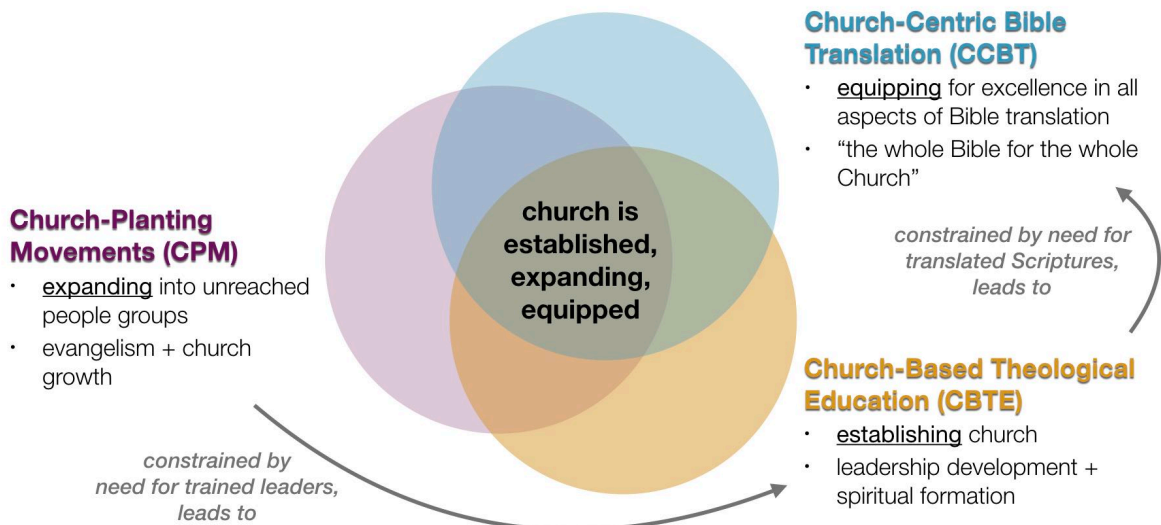 Church-Centric Bible
Translation (CCBT)
• equipping for excellence in all
aspects of Bible translation
• “the whole Bible for the whole
Church”
Church-Planting
Movements (CPM)
• expanding into unreached
people groups
• evangelism + church
growth
church is
established,
expanding,
equipped
constrained by need for
translated Scriptures,
leads to
Church-Based Theological
Education (CBTE)
• establishing church
• leadership development +
spiritual formation
constrained by
need for trained leaders,
leads to